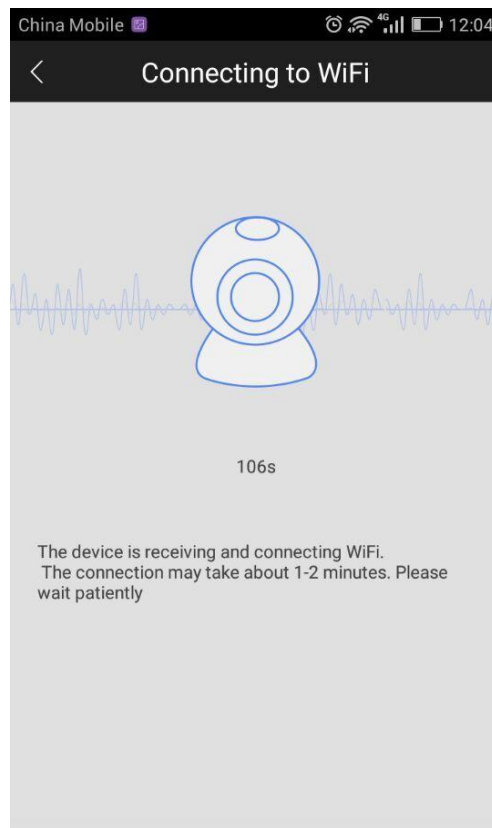 China Mobile 4G 12:04
Connecting to WiFi
106s
The device is receiving and connecting WiFi.
The connection may take about 1-2 minutes. Please
wait patiently